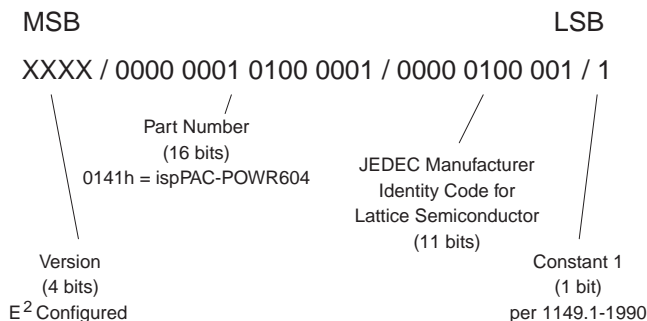 MSB LSB
XXXX / 0000 0001 0100 0001 / 0000 0100 001 / 1
Part Number
(16 bits)
0141h = ispPAC-POWR604
JEDEC Manufacturer
Identity Code for
Lattice Semiconductor
(11 bits)
Version
(4 bits)
E2 Configured
Constant 1
(1 bit)
per 1149.1-1990